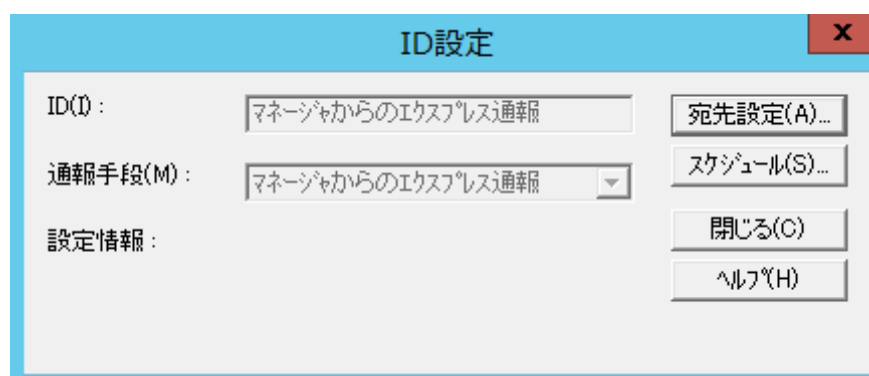 ID設定
x
ID(I) :
マネージャからのエクスプレス通報
宛先設定(A)...
通報手段(M) :
マネージャからのエクスプレス通報
スケジュール(S)...
設定情報 :
閉じる(C)
ヘルプ(H)